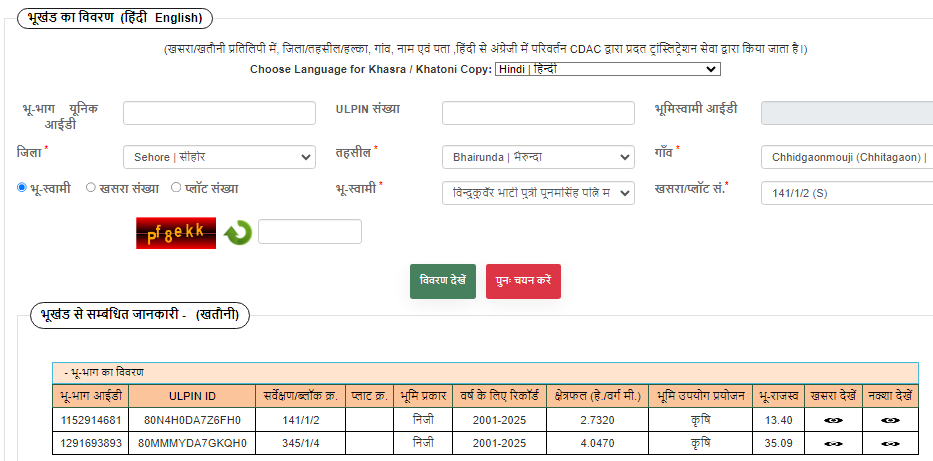 भूखंड का विवरण (हिंदी English)
(खसरा/खतौनी प्रतिलिपी में, जिला/तहसील/हल्का, गांव, नाम एवं पता ,हिंदी से अंग्रेजी में परिवर्तन CDAC द्वारा प्रदत ट्रांस्लिट्रेशन सेवा द्वारा किया जाता है।)
Choose Language for Khasra / Khatoni Copy: Hindi | हिन्दी
भू-भाग यूनिक आईडी ULPIN संख्या भूमिस्वामी आईडी
जिला * Sehore | सीहोर तहसील * Bhairunda | भैरुन्दा गाँव * Chhidgaonmouji (Chhitagaon) |
भू-स्वामी खसरा संख्या प्लॉट संख्या भू-स्वामी * विन्दुकुवँर भाटी पुत्री पूनमसिंह पत्नि म खसरा/प्लॉट सं.* 141/1/2 (S)
Pf8ekk
विवरण देखें पुनः चयन करें
भूखंड से सम्बंधित जानकारी - (खतौनी)
- भू-भाग का विवरण
भू-भाग आईडी ULPIN ID सर्वेक्षण/ब्लॉक क्र. प्लाट क्र. भूमि प्रकार वर्ष के लिए रिकॉर्ड क्षेत्रफल (हे./वर्ग मी.) भूमि उपयोग प्रयोजन भू-राजस्व खसरा देखें नक्शा देखें
1152914681 80N4H0DA7Z6FH0 141/1/2 निजी 2001-2025 2.7320 कृषि 13.40
1291693893 80MMMYDA7GKQH0 345/1/4 निजी 2001-2025 4.0470 कृषि 35.09